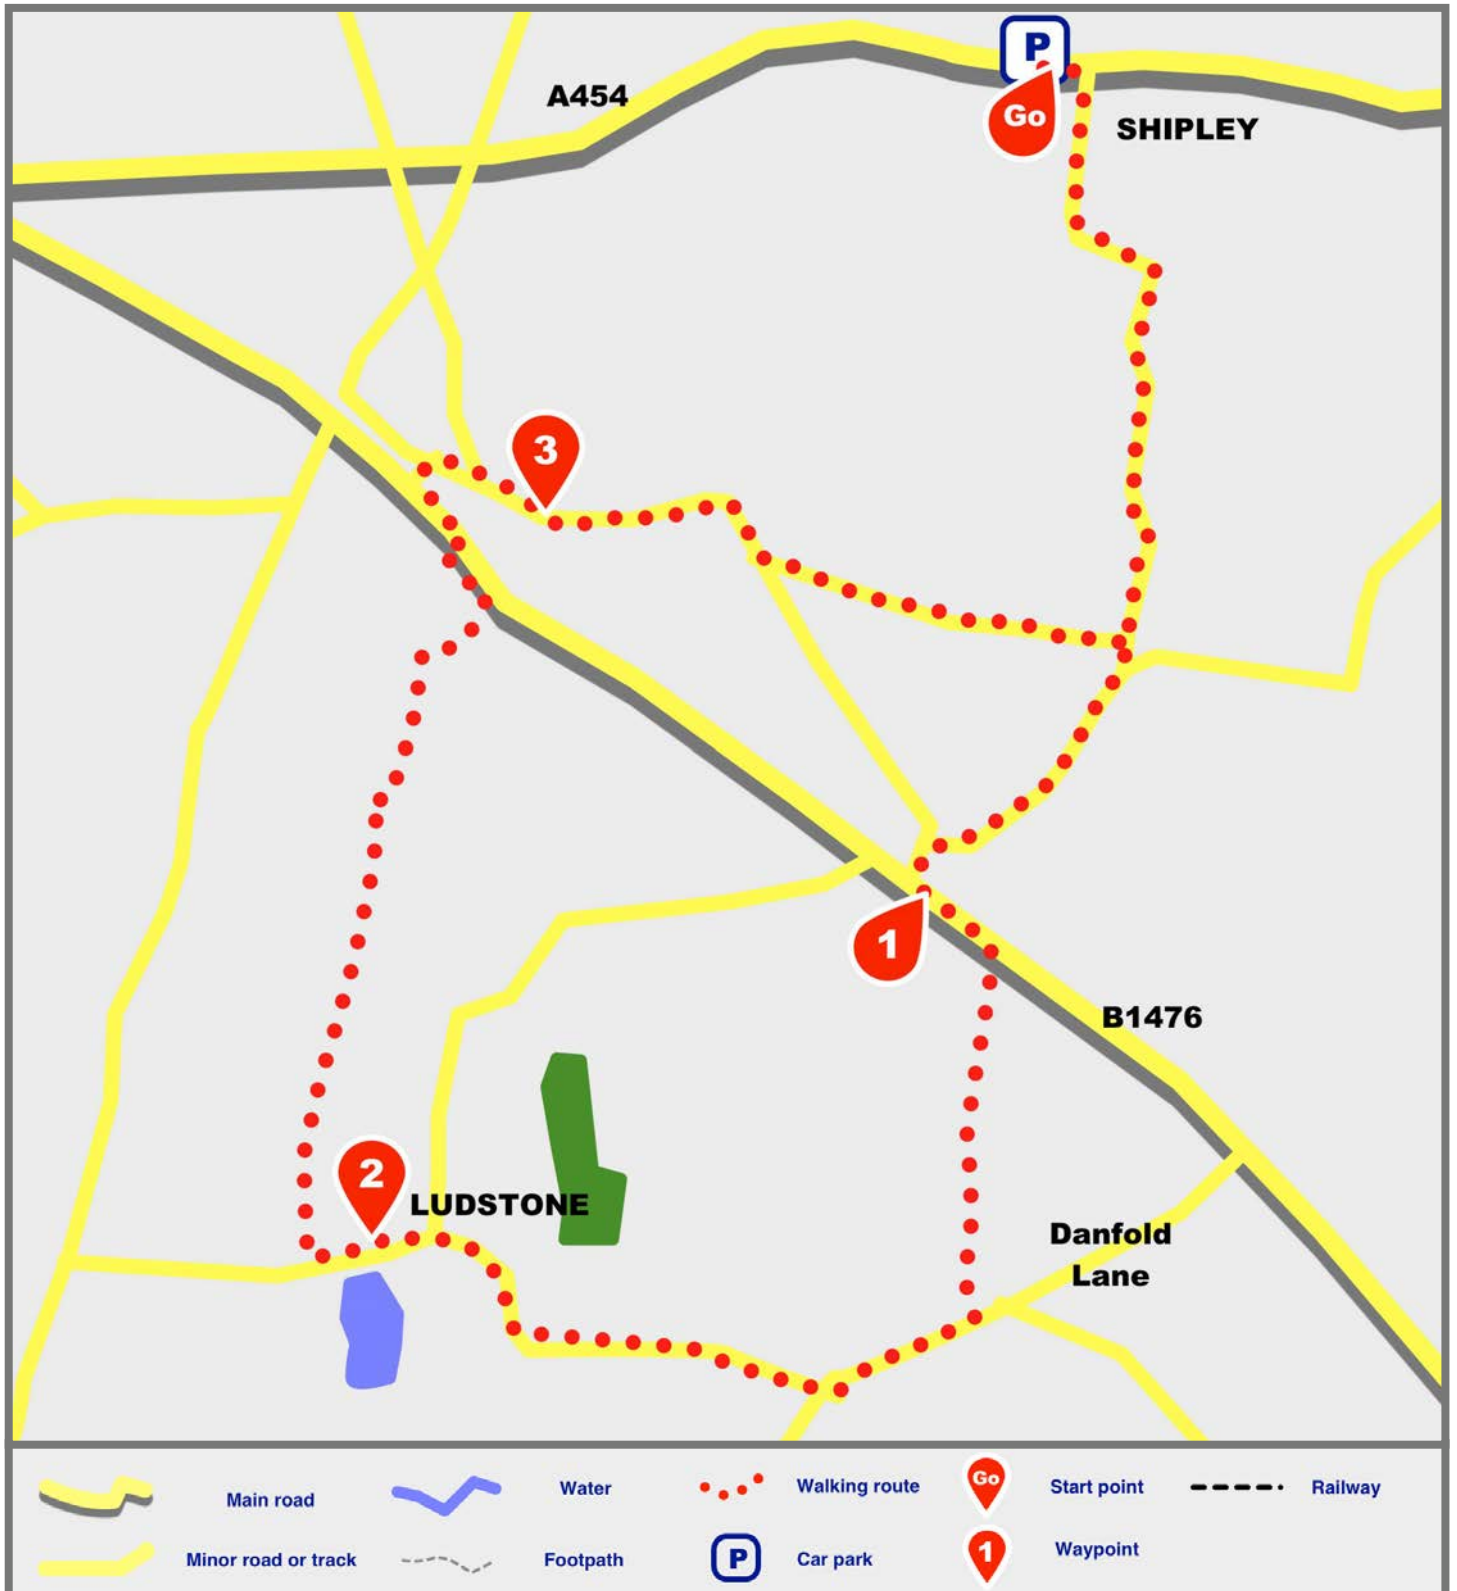 P
A454
Go
SHIPLEY
3
1
B1476
2
LUDSTONE
Danfold
Lane
Main road
Water
Walking route
Go
Start point
Railway
Minor road or track
Footpath
P
Car park
1
Waypoint